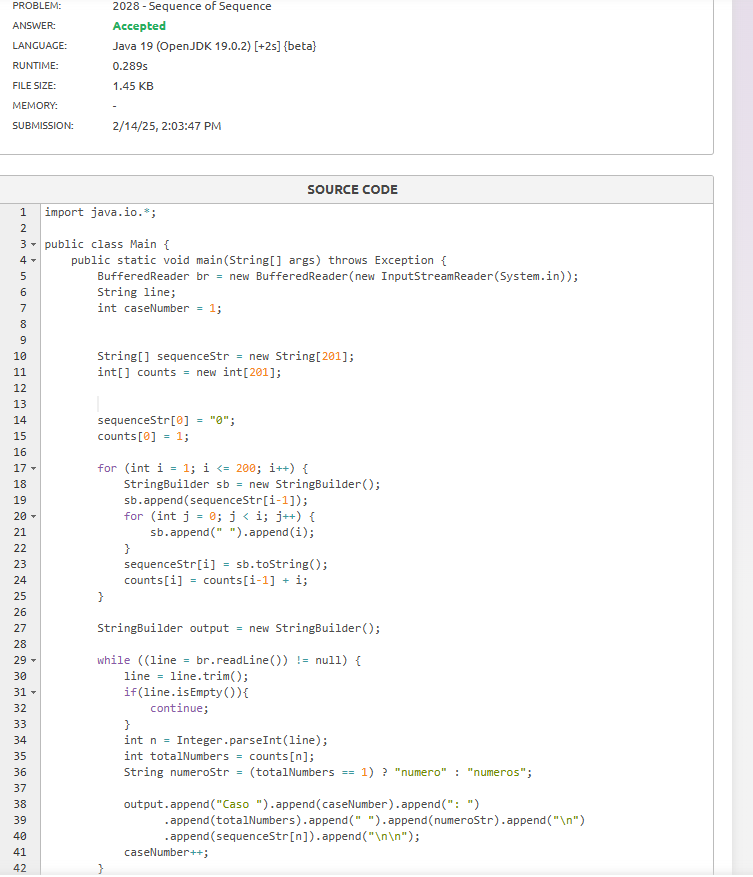 PROBLEM: 2028 - Sequence of Sequence
ANSWER: Accepted
LANGUAGE: Java 19 (OpenJDK 19.0.2) [+2s] {beta}
RUNTIME: 0.289s
FILE SIZE: 1.45 KB
MEMORY: -
SUBMISSION: 2/14/25, 2:03:47 PM
SOURCE CODE
1 import java.io.*;
2
3 public class Main {
4     public static void main(String[] args) throws Exception {
5         BufferedReader br = new BufferedReader(new InputStreamReader(System.in));
6         String line;
7         int caseNumber = 1;
8
9
10         String[] sequenceStr = new String[201];
11         int[] counts = new int[201];
12
13
14         sequenceStr[0] = "0";
15         counts[0] = 1;
16
17         for (int i = 1; i <= 200; i++) {
18             StringBuilder sb = new StringBuilder();
19             sb.append(sequenceStr[i-1]);
20             for (int j = 0; j < i; j++) {
21                 sb.append(" ").append(i);
22             }
23             sequenceStr[i] = sb.toString();
24             counts[i] = counts[i-1] + i;
25         }
26
27         StringBuilder output = new StringBuilder();
28
29         while ((line = br.readLine()) != null) {
30             line = line.trim();
31             if(line.isEmpty()){
32                 continue;
33             }
34             int n = Integer.parseInt(line);
35             int totalNumbers = counts[n];
36             String numeroStr = (totalNumbers == 1) ? "numero" : "numeros";
37
38             output.append("Caso ").append(caseNumber).append(": ")
39                   .append(totalNumbers).append(" ").append(numeroStr).append("\n")
40                   .append(sequenceStr[n]).append("\n\n");
41             caseNumber++;
42         }